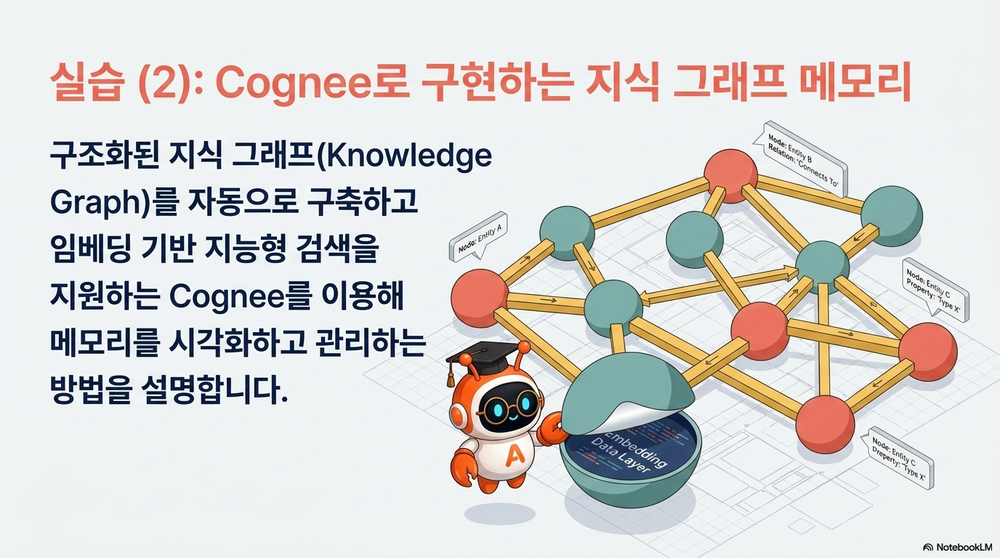 실습 (2): Cognee로 구현하는 지식 그래프 메모리
구조화된 지식 그래프(Knowledge
Graph)를 자동으로 구축하고
임베딩 기반 지능형 검색을
지원하는 Cognee를 이용해
메모리를 시각화하고 관리하는
방법을 설명합니다.
Mode: Entity B
Relation: 'Connects To'
Node: Entity A
Node: Entity C
Property: 'Type X'
A
Embedding
Data Layer
Node: Entity C
Dreperty: 'Type X'
NotebookLM